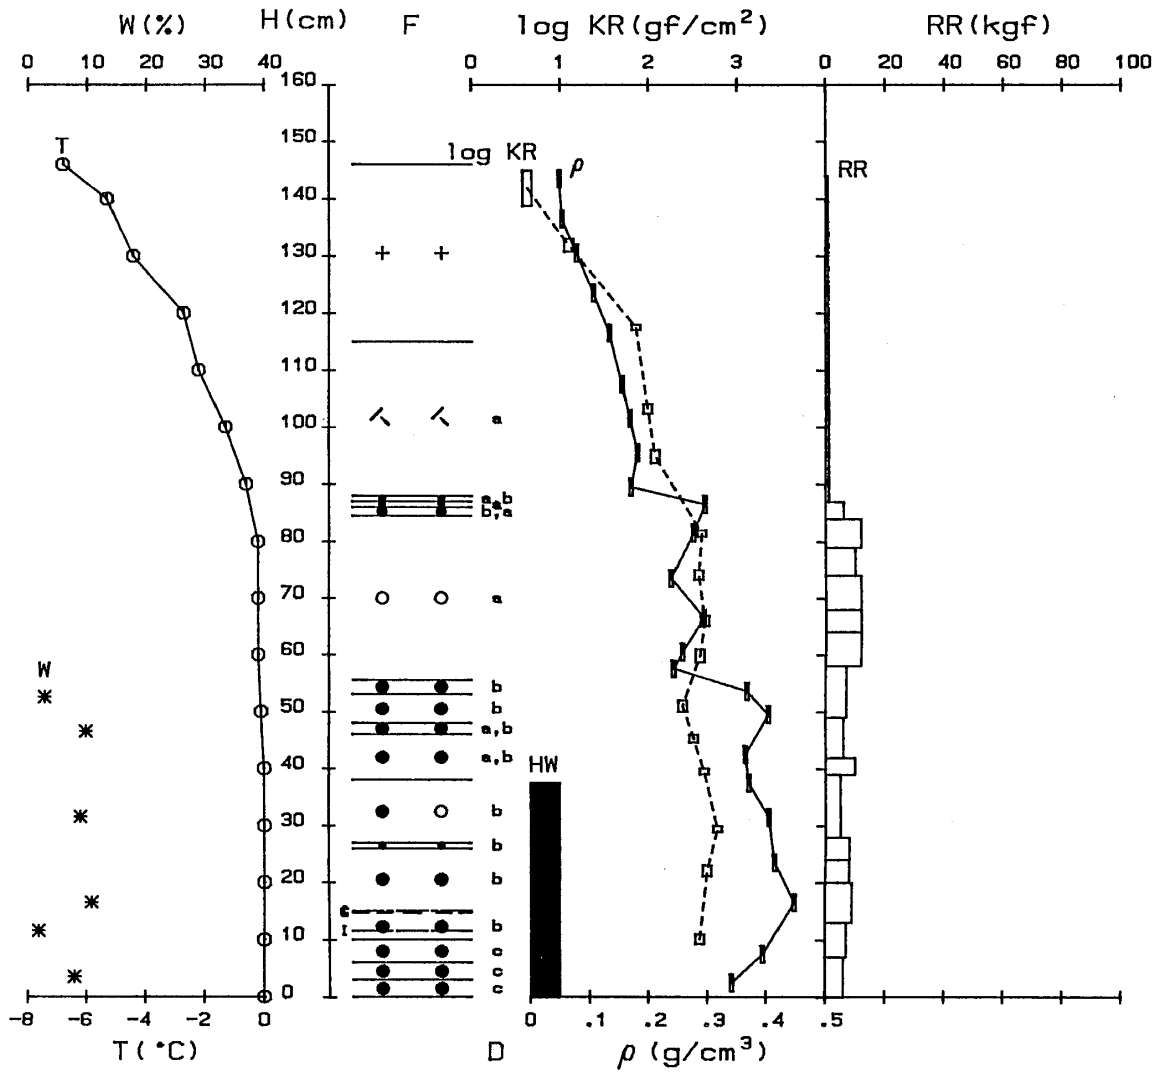 W(%) H(cm) F log KR(gf/cm²) RR(kgf)
0 10 20 30 40 0 1 2 3 0 20 40 60 80 100
160
150
T log KR ρ RR
140
130
120
110
100 a
90
a,b
a
b,a
80
70 a
60
W b
50 b
a,b
a,b
40 HW
30 b
b
20 b
b
10
c
c
0 c
-8 -6 -4 -2 0 0 .1 .2 .3 .4 .5
T(°C) D ρ (g/cm³)